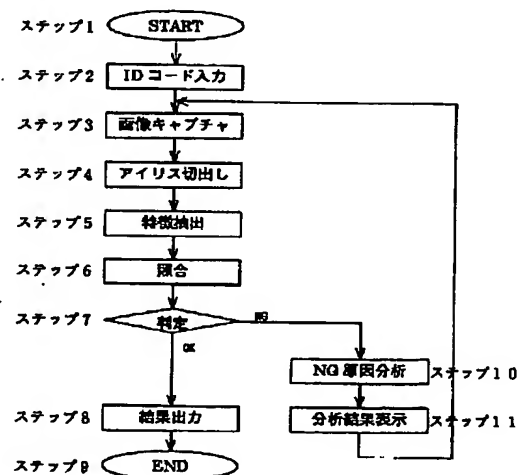 ステップ1 START
ステップ2 IDコード入力
ステップ3 画像キャプチャ
ステップ4 アイリス切出し
ステップ5 特徴抽出
ステップ6 照合
ステップ7 判定 NG
OK
NG原因分析 ステップ10
ステップ8 結果出力 分析結果表示 ステップ11
ステップ9 END